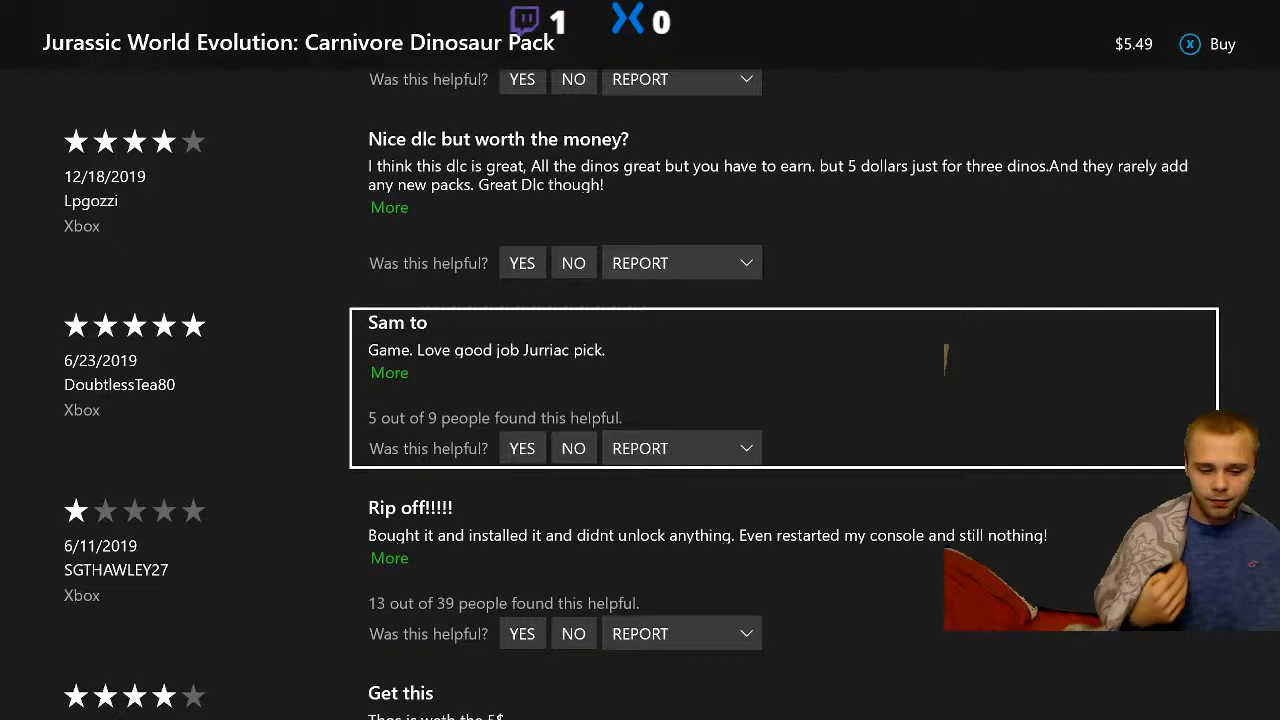 1 0
Jurassic World Evolution: Carnivore Dinosaur Pack
$5.49 X Buy
Was this helpful? YES NO REPORT
Nice dlc but worth the money?
12/18/2019
Lpgozzi
Xbox
I think this dlc is great, All the dinos great but you have to earn. but 5 dollars just for three dinos.And they rarely add
any new packs. Great Dlc though!
More
Was this helpful? YES NO REPORT
6/23/2019
DoubtlessTea80
Xbox
Sam to
Game. Love good job Jurriac pick.
More
5 out of 9 people found this helpful.
Was this helpful? YES NO REPORT
6/11/2019
SGTHAWLEY27
Xbox
Rip off!!!!!
Bought it and installed it and didnt unlock anything. Even restarted my console and still nothing!
More
13 out of 39 people found this helpful.
Was this helpful? YES NO REPORT
Get this
Thos is woth the 5$